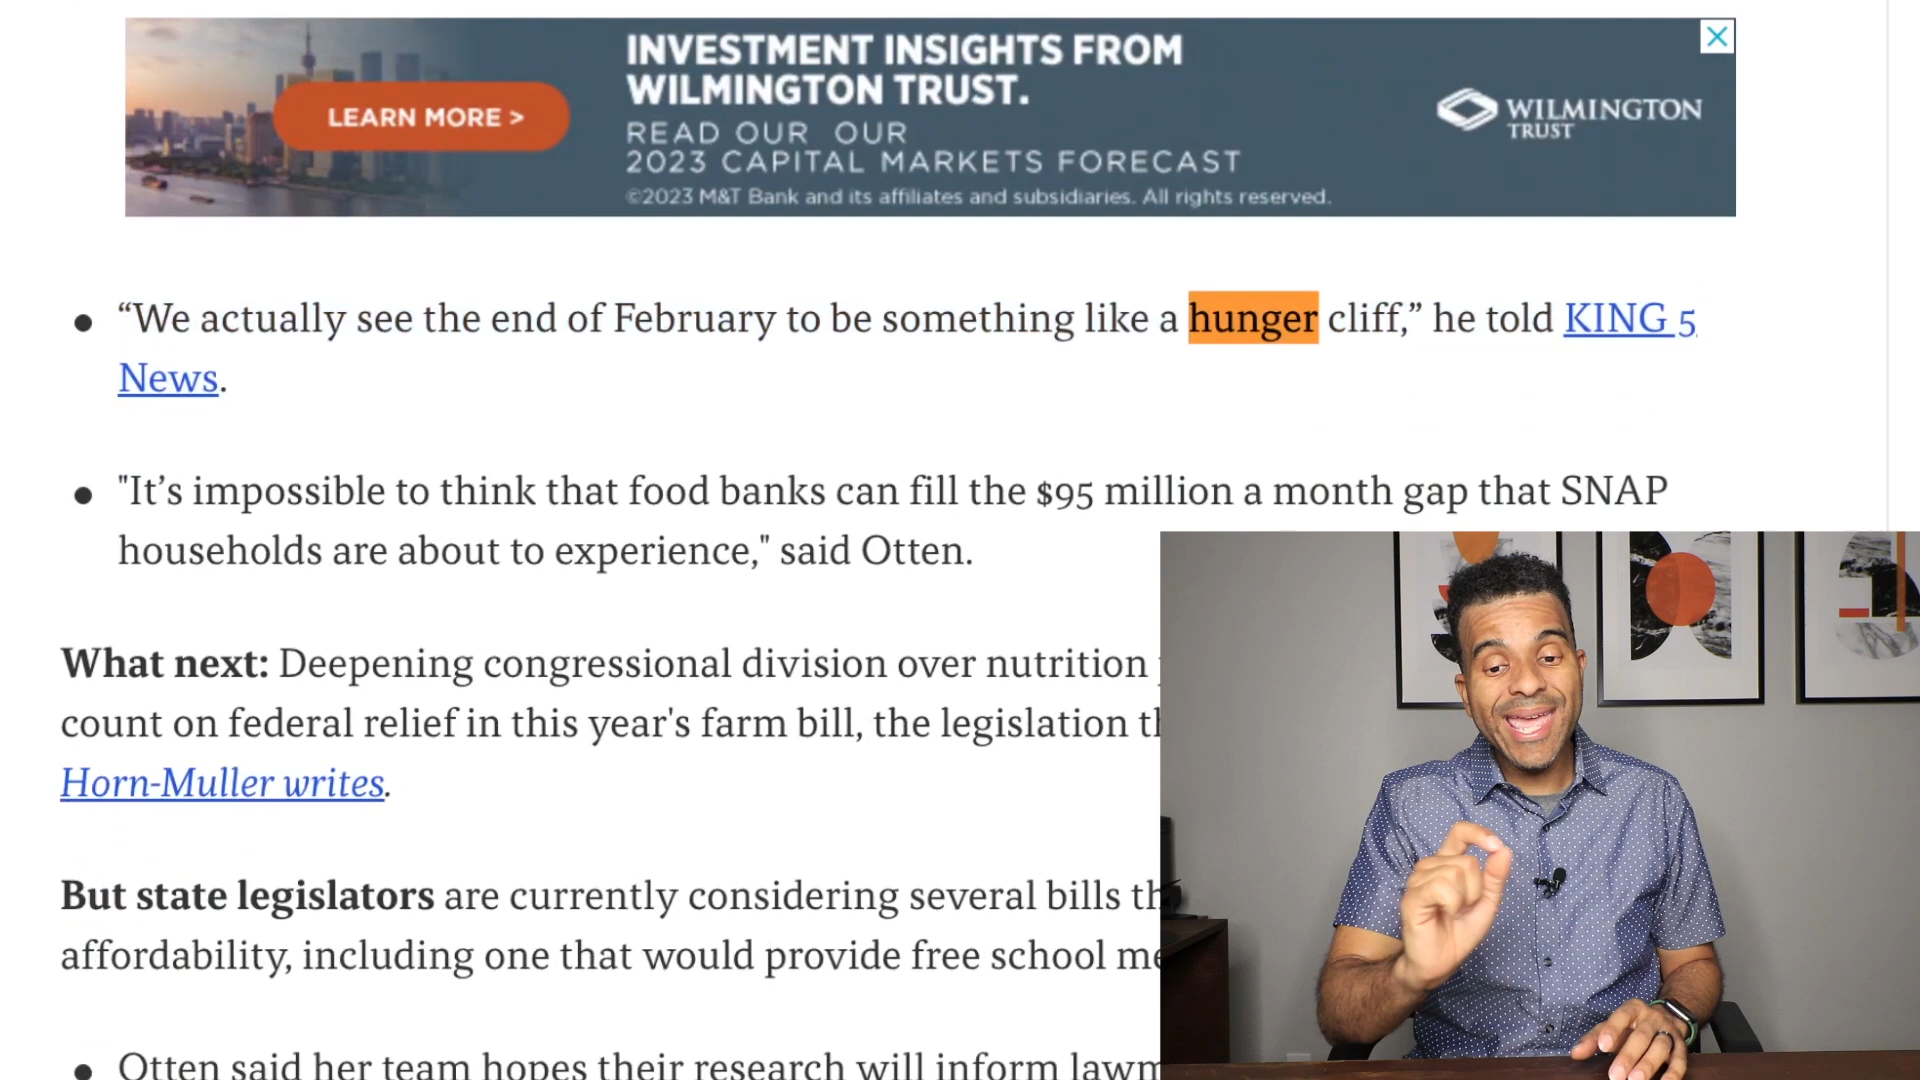 INVESTMENT INSIGHTS FROM
WILMINGTON TRUST.
LEARN MORE >
READ OUR OUR
2023 CAPITAL MARKETS FORECAST
©2023 M&T Bank and its affiliates and subsidiaries. All rights reserved.
WILMINGTON
TRUST
“We actually see the end of February to be something like a hunger cliff,” he told KING 5
News.
"It’s impossible to think that food banks can fill the $95 million a month gap that SNAP
households are about to experience," said Otten.
What next: Deepening congressional division over nutrition
count on federal relief in this year's farm bill, the legislation
Horn-Muller writes.
But state legislators are currently considering several bills
affordability, including one that would provide free school
Otten said her team hopes their research will inform